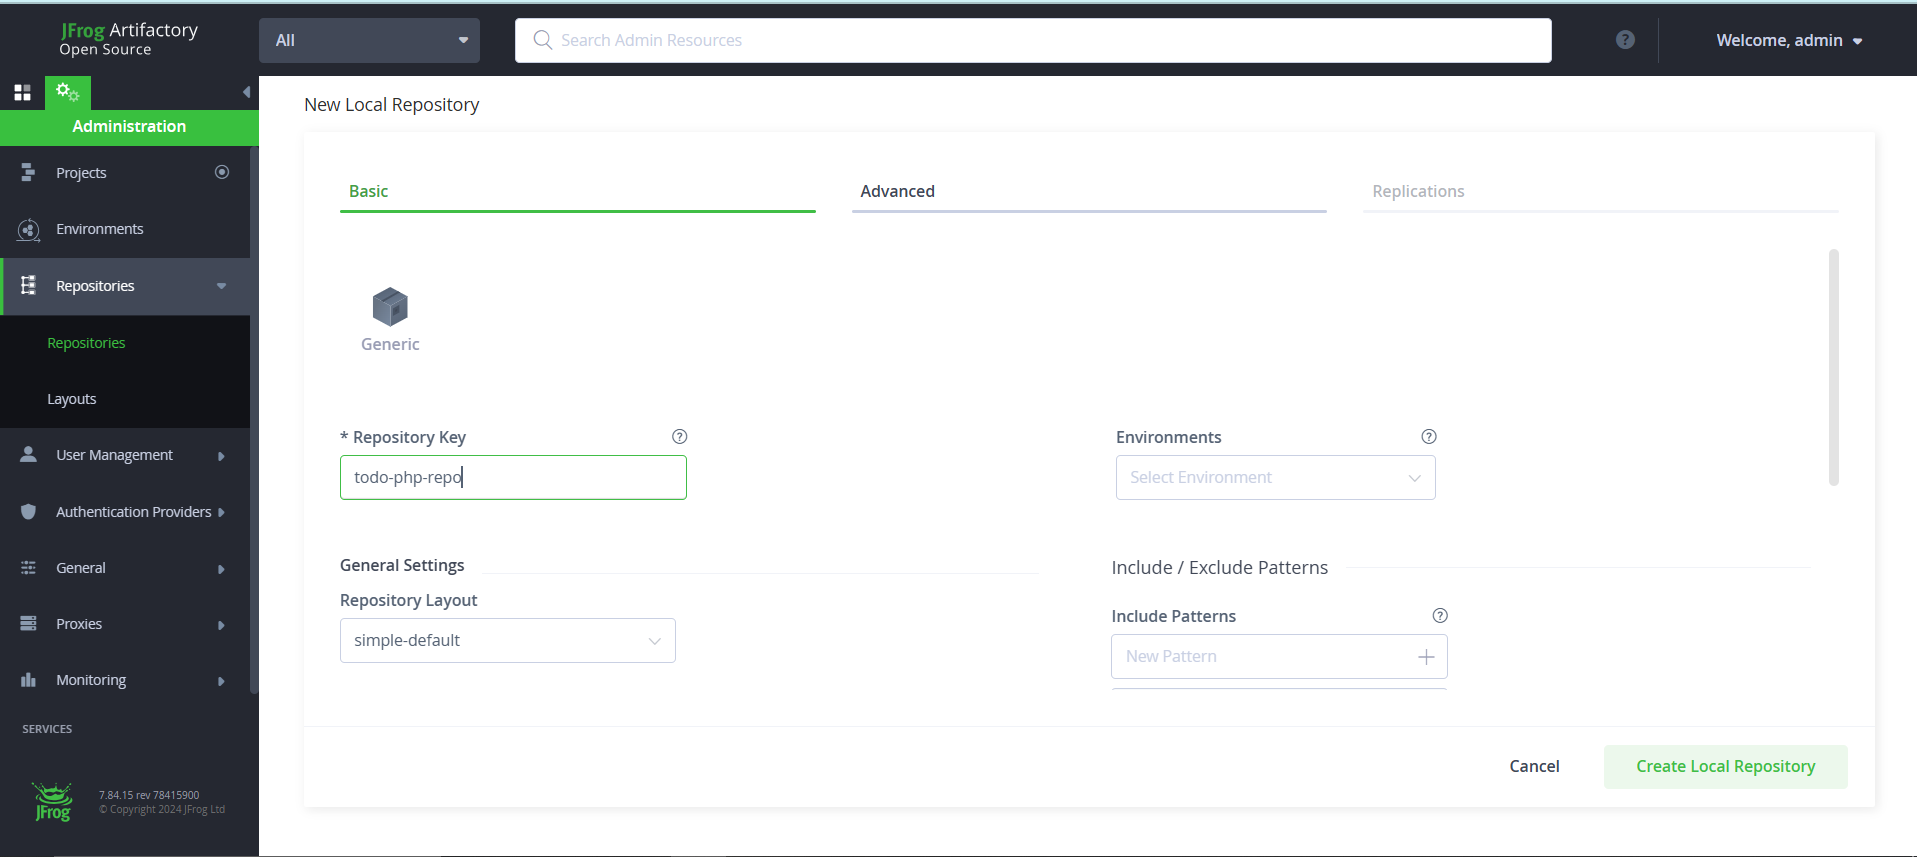 JFrog Artifactory
Open Source
All
Search Admin Resources
?
Welcome, admin
Administration
Projects
Environments
Repositories
Repositories
Layouts
User Management
Authentication Providers
General
Proxies
Monitoring
SERVICES
JFrog
7.84.15 rev 78415900
© Copyright 2024 JFrog Ltd
New Local Repository
Basic
Advanced
Replications
Generic
* Repository Key ?
todo-php-repo
Environments ?
Select Environment
General Settings
Repository Layout
simple-default
Include / Exclude Patterns
Include Patterns ?
New Pattern
Cancel
Create Local Repository